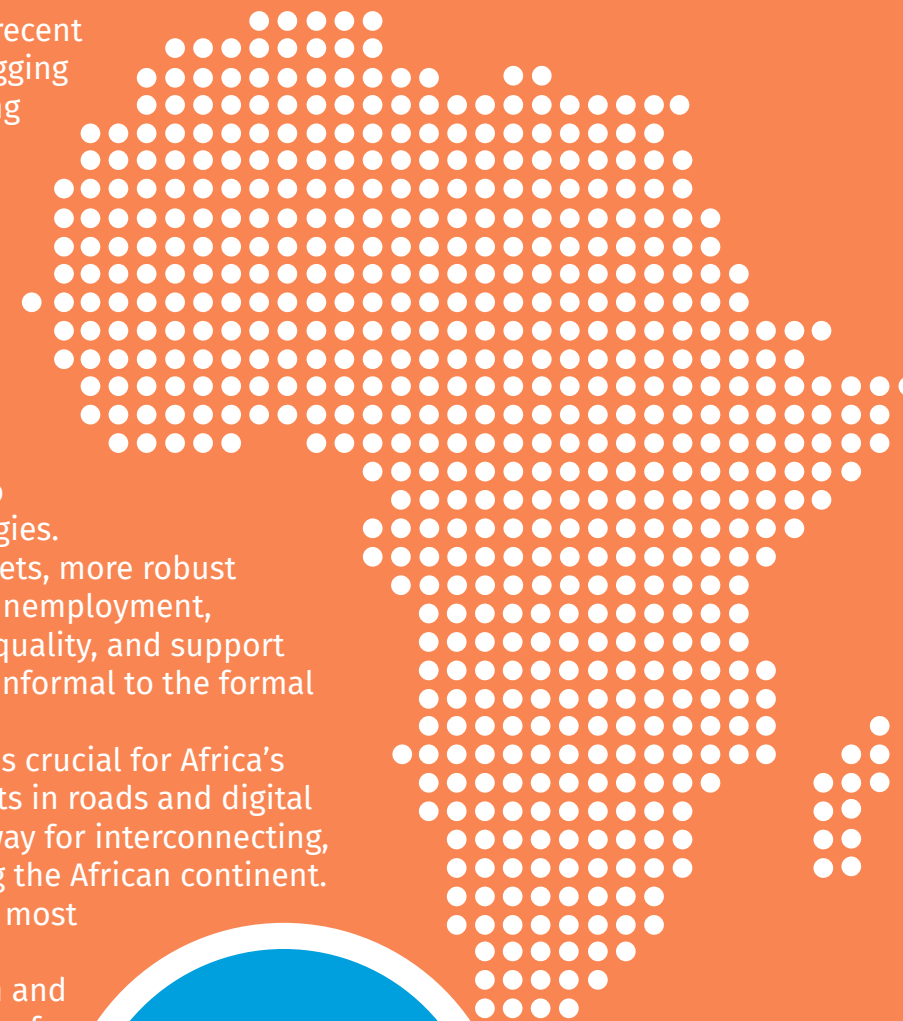 recent
gging
ng
gies.
ets, more robust
nemployment,
quality, and support
informal to the formal
s crucial for Africa’s
ts in roads and digital
way for interconnecting,
g the African continent.
most
and